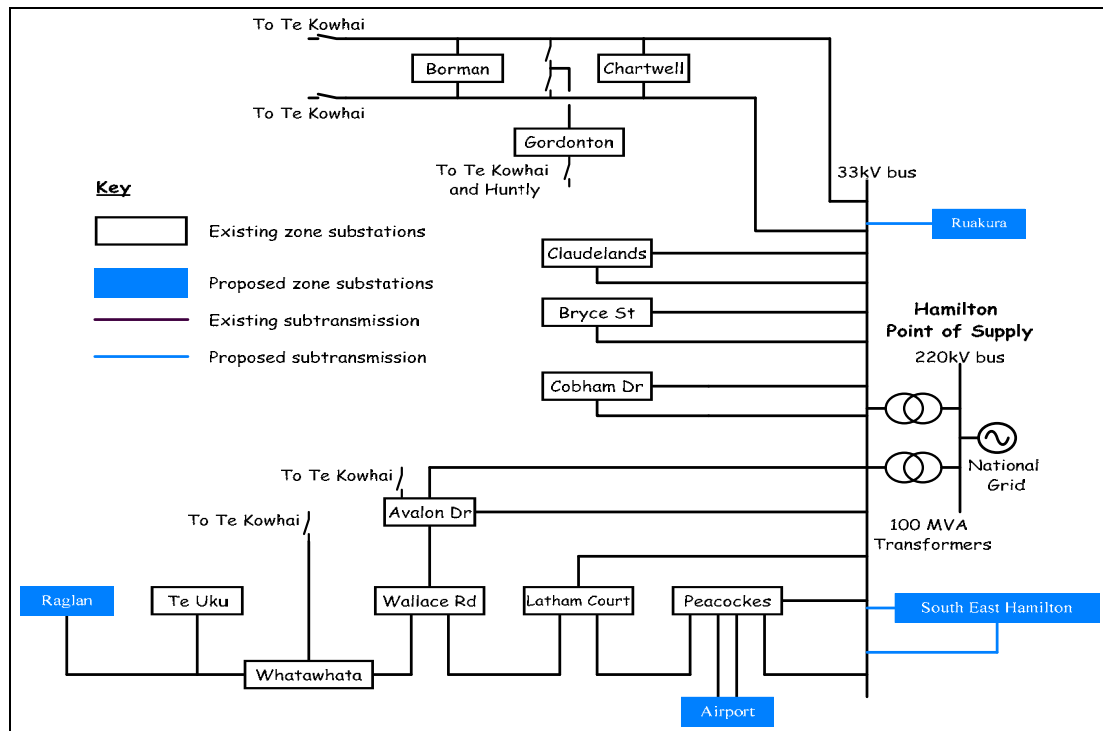 To Te Kowhai
Borman
Chartwell
To Te Kowhai
Gordonton
To Te Kowhai
and Huntly
33kV bus
Key
Ruakura
Existing zone substations
Claudelands
Proposed zone substations
Bryce St
Hamilton
Point of Supply
Existing subtransmission
220kV bus
Proposed subtransmission
Cobham Dr
National
Grid
To Te Kowhai
Avalon Dr
To Te Kowhai
100 MVA
Transformers
Raglan
Te Uku
Wallace Rd
Latham Court
Peacockes
South East Hamilton
Whatawhata
Airport